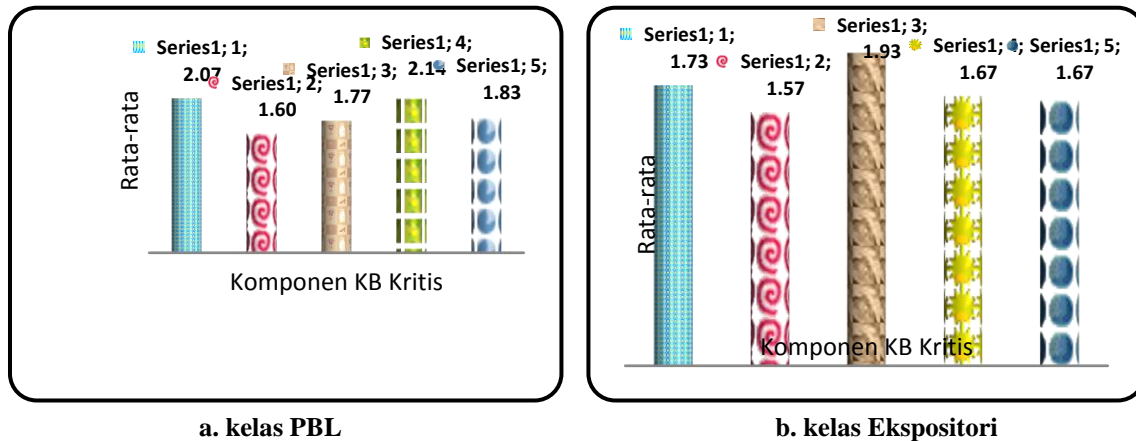 Series1; 1;
2.07
Series1; 2;
1.60
Series1; 3;
1.77
Series1; 4;
2.14
Series1; 5;
1.83
Rata-rata
Komponen KB Kritis
a. kelas PBL
Series1; 1;
1.73
Series1; 2;
1.57
Series1; 3;
1.93
Series1; 4;
1.67
Series1; 5;
1.67
Rata-rata
Komponen KB Kritis
b. kelas Ekspositori